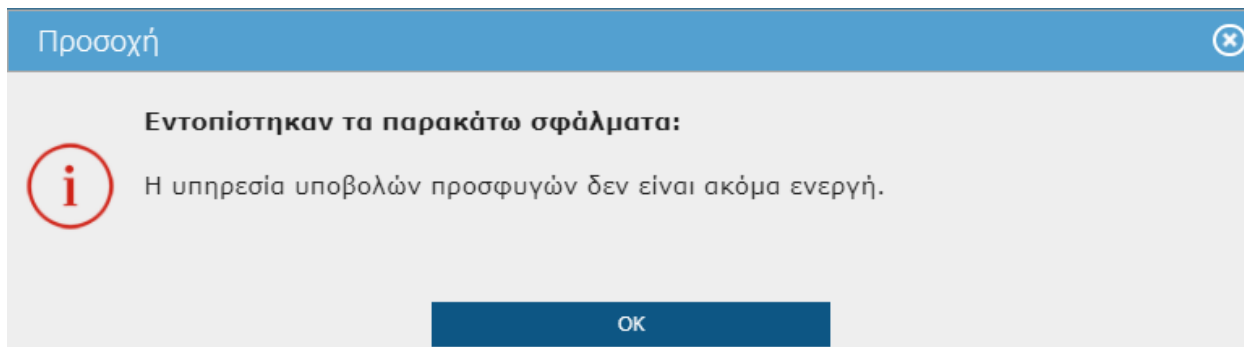 Προσοχή
Εντοπίστηκαν τα παρακάτω σφάλματα:
i
Η υπηρεσία υποβολών προσφυγών δεν είναι ακόμα ενεργή.
OK